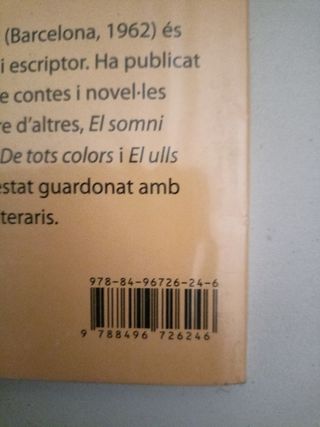 (Barcelona, 1962) és
i escriptor. Ha publicat
e contes i novel·les
re d'altres, El somni
De tots colors i El ulls
estat guardonat amb
teraris.
978-84-96726-24-6
9 788496 726246